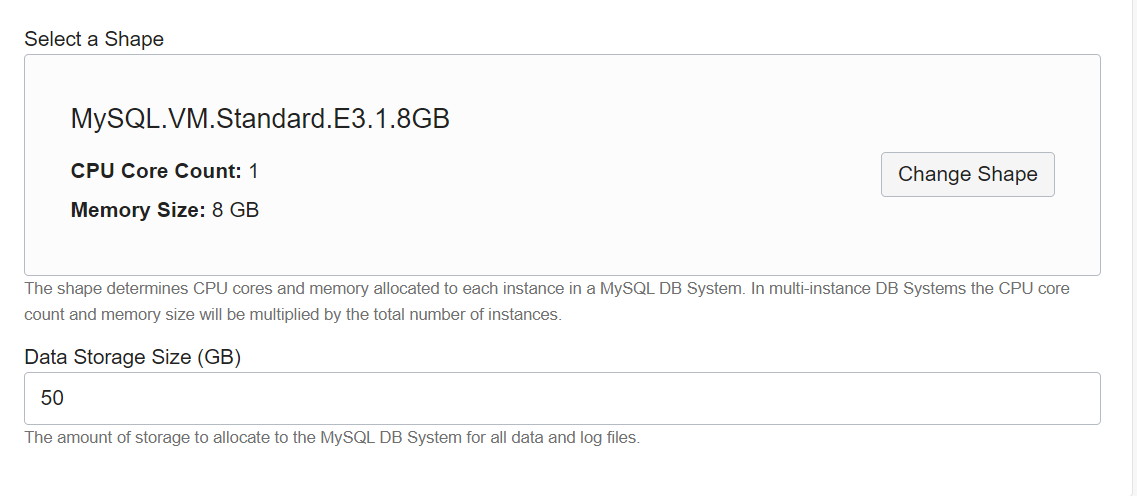 Select a Shape
MySQL.VM.Standard.E3.1.8GB
CPU Core Count: 1
Memory Size: 8 GB
Change Shape
The shape determines CPU cores and memory allocated to each instance in a MySQL DB System. In multi-instance DB Systems the CPU core
count and memory size will be multiplied by the total number of instances.
Data Storage Size (GB)
50
The amount of storage to allocate to the MySQL DB System for all data and log files.